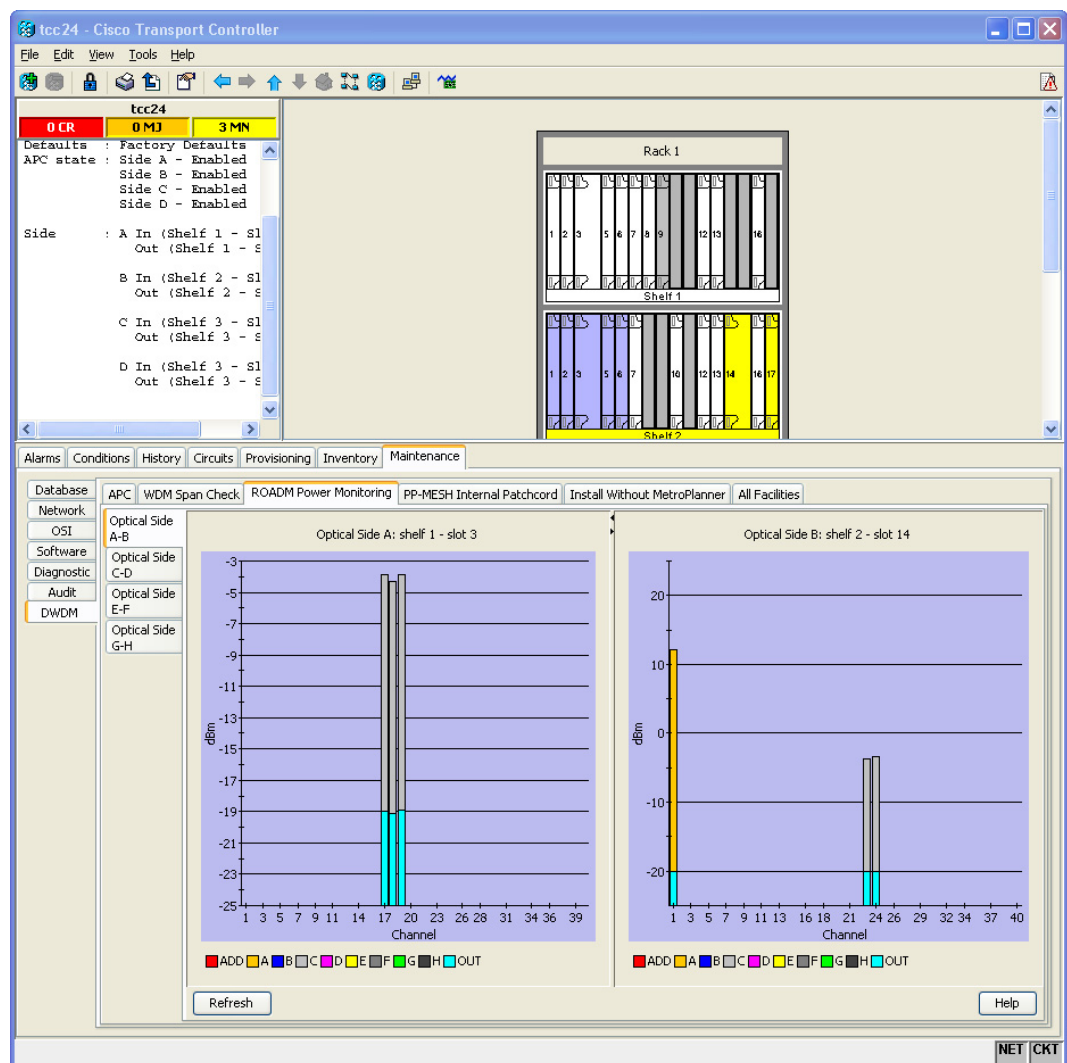 tcc24 - Cisco Transport Controller
File Edit View Tools Help
tcc24
0 CR 0 MJ 3 MN
Defaults : Factory Defaults
APC state : Side A - Enabled
Side B - Enabled
Side C - Enabled
Side D - Enabled
Side : A In (Shelf 1 - Sl
Out (Shelf 1 - S
B In (Shelf 2 - Sl
Out (Shelf 2 - S
C In (Shelf 3 - Sl
Out (Shelf 3 - S
D In (Shelf 3 - Sl
Out (Shelf 3 - S
Rack 1
1 2 3 5 6 7 8 9 12 13 16
Shelf 1
1 2 3 5 6 7 10 12 13 14 16 17
Shelf 2
Alarms Conditions History Circuits Provisioning Inventory Maintenance
Database
Network
OSI
Software
Diagnostic
Audit
DWDM
APC WDM Span Check ROADM Power Monitoring PP-MESH Internal Patchcord Install Without MetroPlanner All Facilities
Optical Side
A-B
Optical Side
C-D
Optical Side
E-F
Optical Side
G-H
Optical Side A: shelf 1 - slot 3
-3
-5
-7
-9
-11
-13
-15
-17
-19
-21
-23
-25
dBm
1 3 5 7 9 11 14 17 20 23 26 28 31 34 36 39
Channel
ADD A B C D E F G H OUT
Optical Side B: shelf 2 - slot 14
20
10
0
-10
-20
dBm
1 3 5 7 9 11 13 16 18 21 24 26 29 32 34 37 40
Channel
ADD A B C D E F G H OUT
Refresh
Help
NET CKT